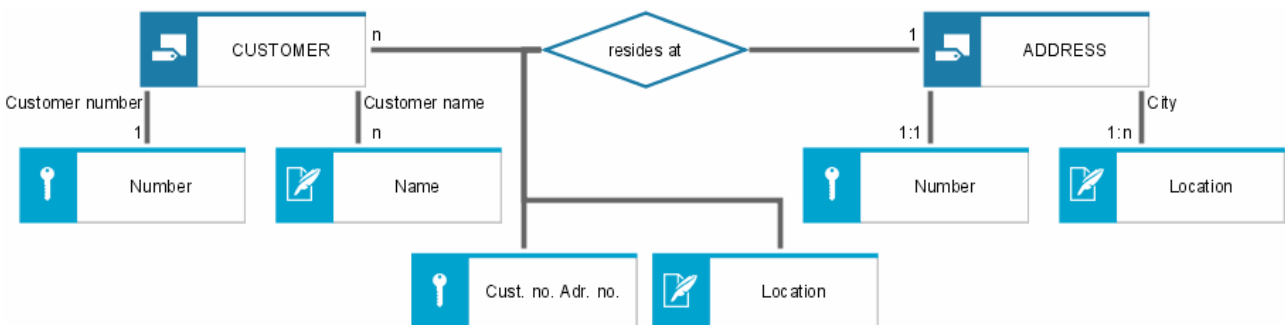 CUSTOMER
n
resides at
1
ADDRESS
Customer number
Customer name
City
1
n
1:1
1:n
Number
Name
Number
Location
Cust. no. Adr. no.
Location